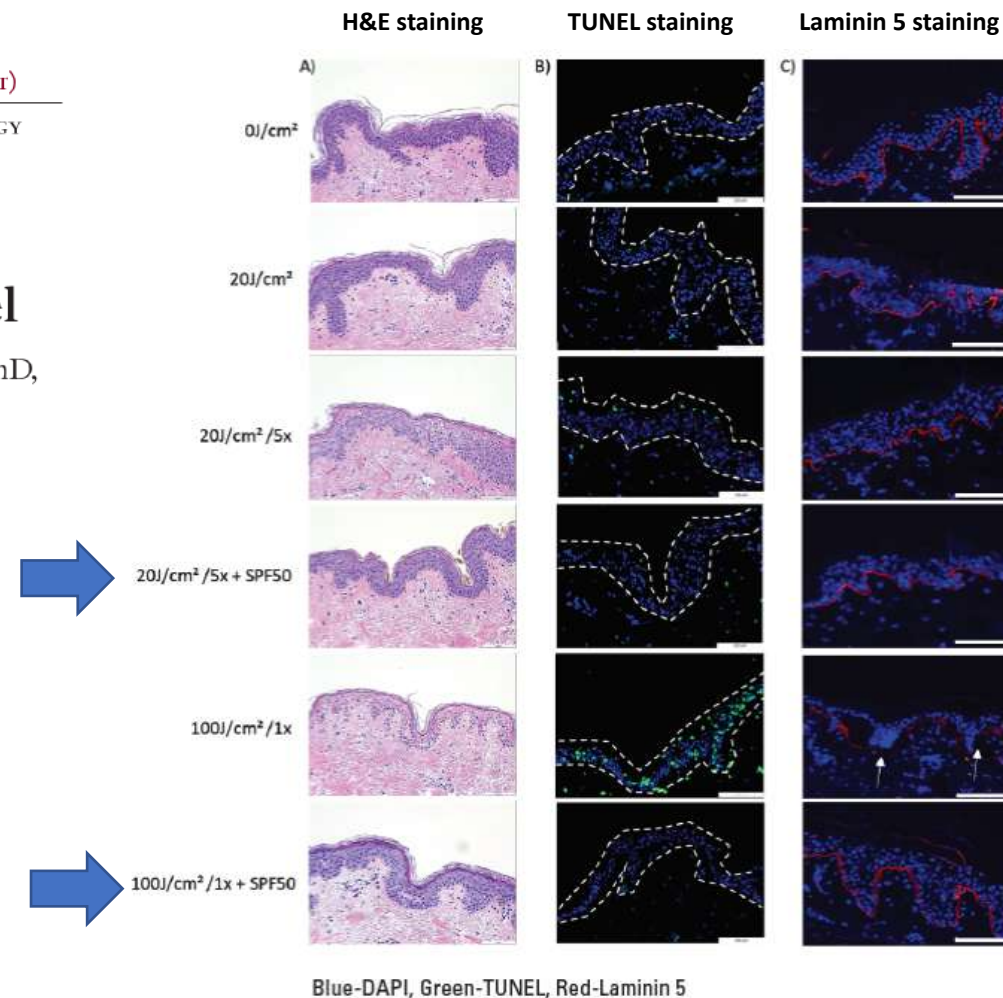 H&E staining TUNEL staining Laminin 5 staining
A) B) C)
r)
GY
el
nD,
0J/cm²
20J/cm²
20J/cm²/5x
20J/cm²/5x + SPF50
100J/cm²/1x
100J/cm²/1x + SPF50
Blue-DAPI, Green-TUNEL, Red-Laminin 5